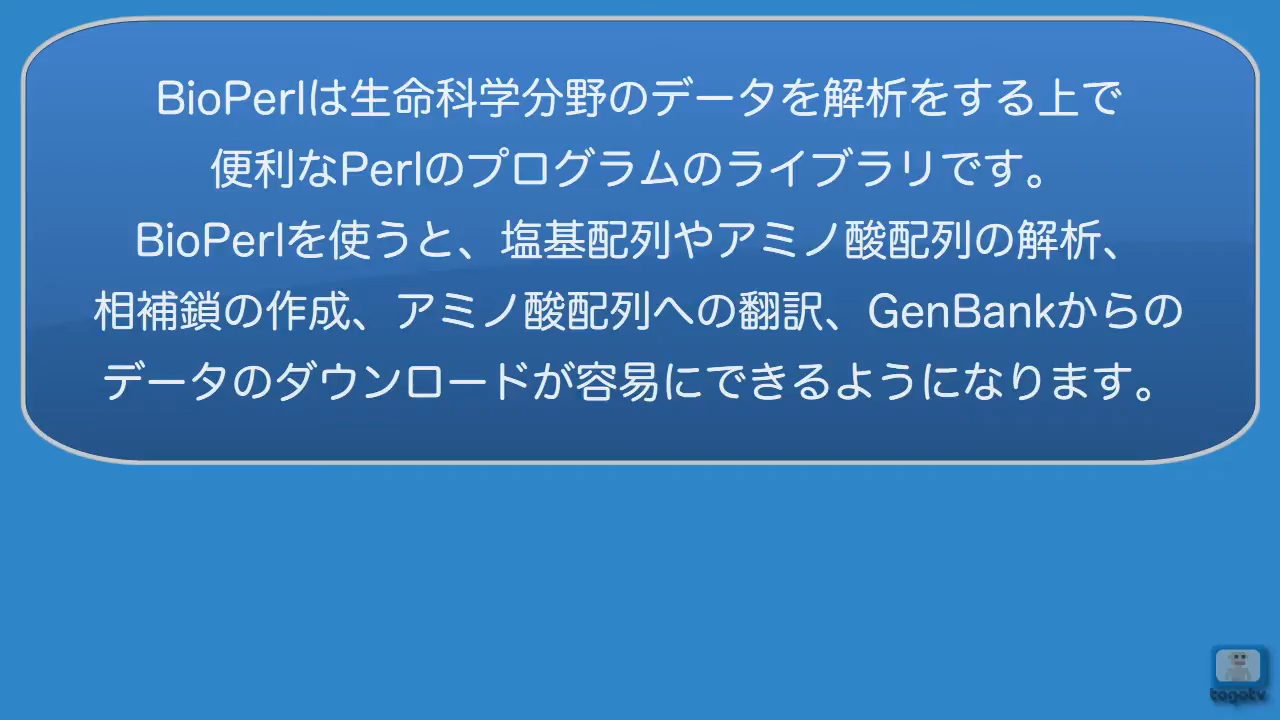 BioPerlは生命科学分野のデータを解析をする上で
便利なPerlのプログラムのライブラリです。
BioPerlを使うと、塩基配列やアミノ酸配列の解析、
相補鎖の作成、アミノ酸配列への翻訳、GenBankからの
データのダウンロードが容易にできるようになります。
togotv